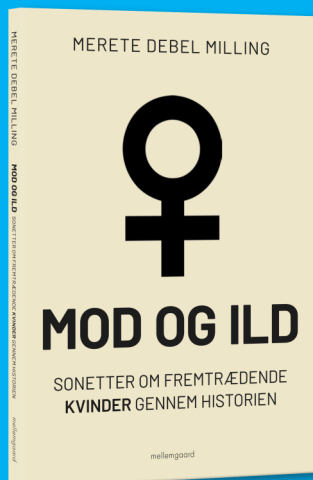 MERETE DEBEL MILLING
MOD OG ILD
SONETTER OM FREMTRÆDENDE
KVINDER GENNEM HISTORIEN
mellemgaard
MERETE DEBEL MILLING MOD OG ILD SONETTER OM FREMTRÆDENDE KVINDER GENNEM HISTORIEN mellemgaard